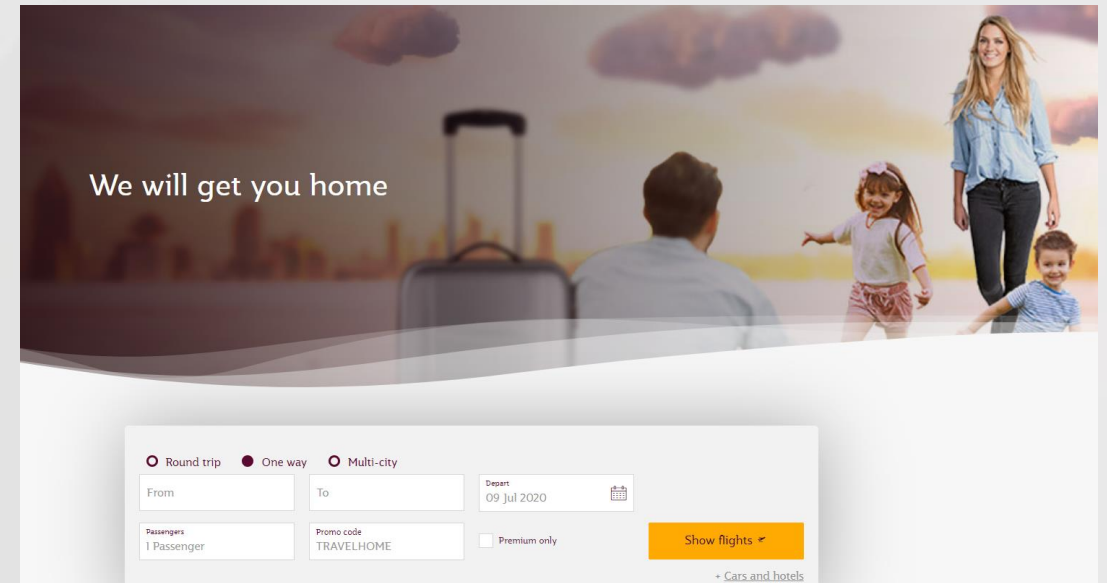 We will get you home
Round trip One way Multi-city
From
To
Depart
09 Jul 2020
Passengers
1 Passenger
Promo code
TRAVELHOME
Premium only
Show flights
+ Cars and hotels